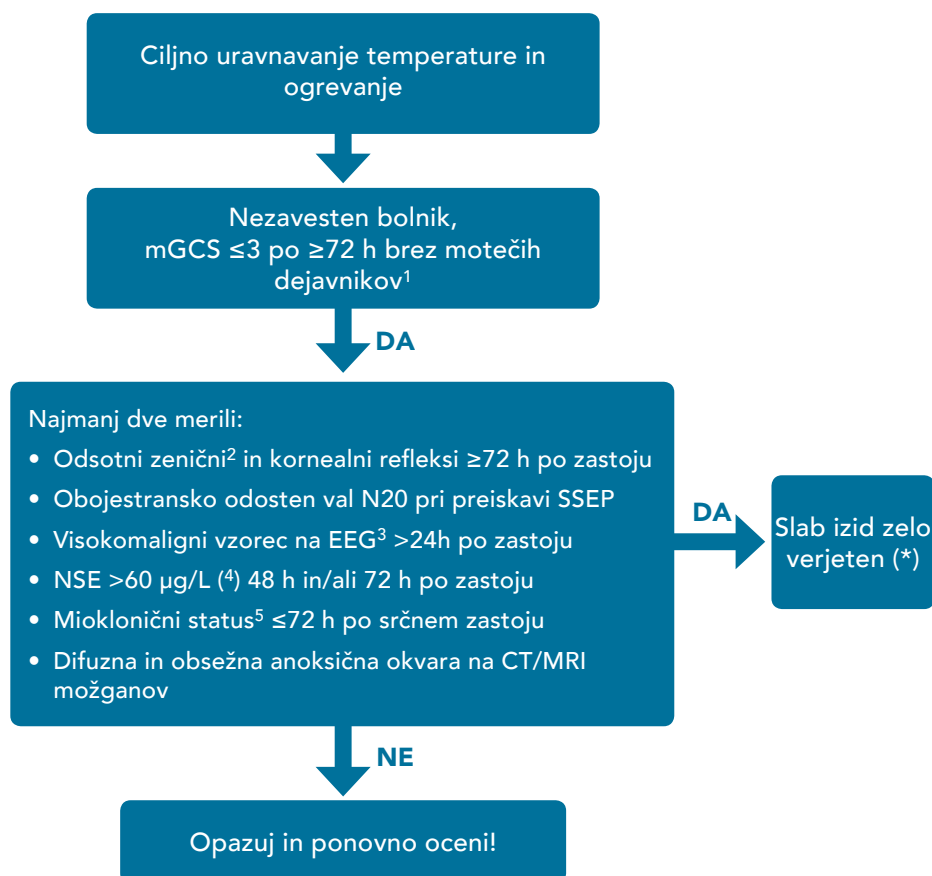 Ciljno uravnavanje temperature in
ogrevanje
Nezavesten bolnik,
mGCS ≤3 po ≥72 h brez motečih
dejavnikov¹
DA
Najmanj dve merili:
• Odsotni zenični² in kornealni refleksi ≥72 h po zastoju
• Obojestransko odosten val N20 pri preiskavi SSEP
• Visokomaligni vzorec na EEG³ >24h po zastoju
• NSE >60 µg/L (⁴) 48 h in/ali 72 h po zastoju
• Mioklonični status⁵ ≤72 h po srčnem zastoju
• Difuzna in obsežna anoksična okvara na CT/MRI
možganov
DA
Slab izid zelo
verjeten (*)
NE
Opazuj in ponovno oceni!